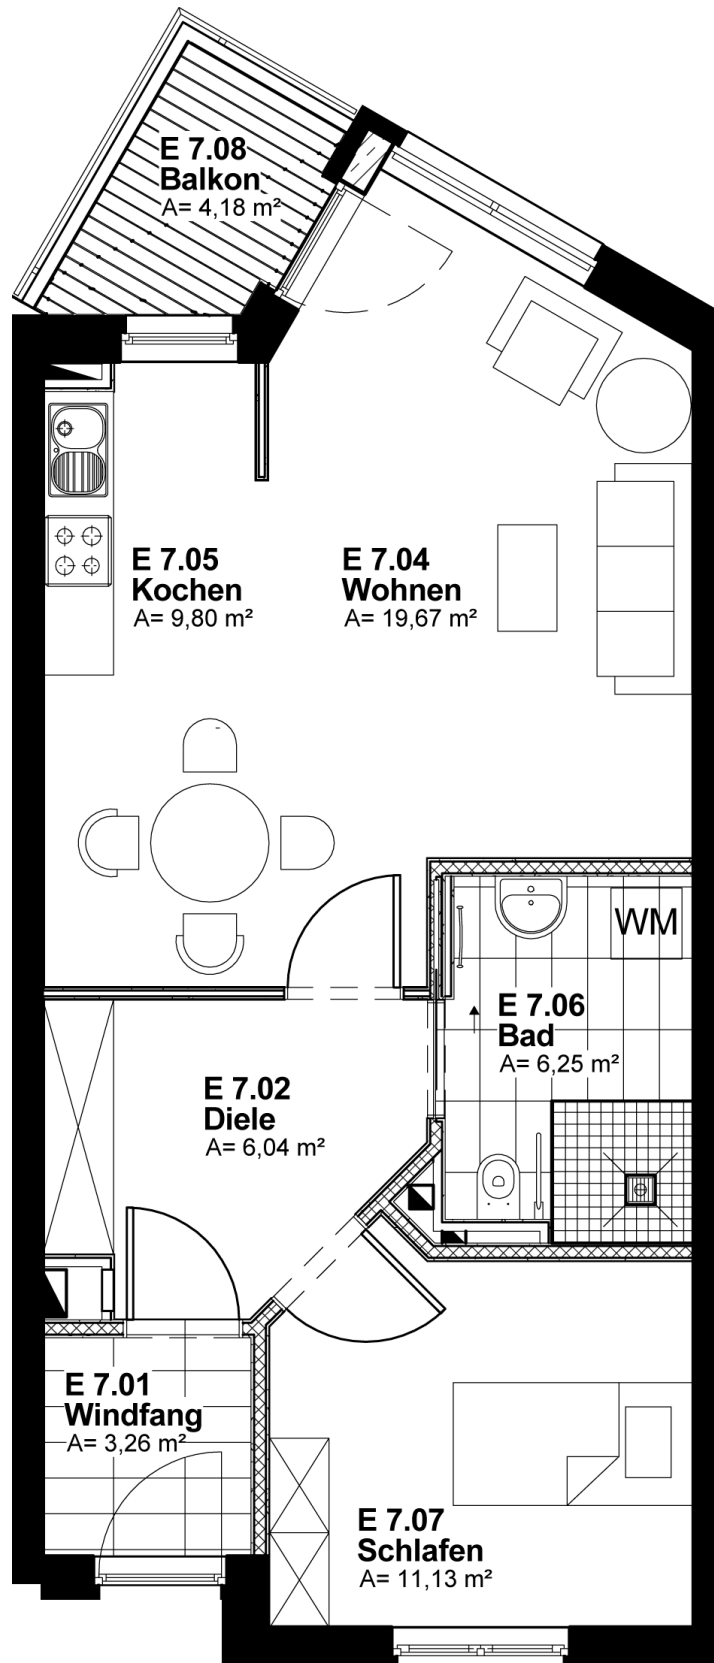 E 7.08
Balkon
A= 4,18 m²
E 7.05
Kochen
A= 9,80 m²
E 7.04
Wohnen
A= 19,67 m²
WM
E 7.06
Bad
A= 6,25 m²
E 7.02
Diele
A= 6,04 m²
E 7.01
Windfang
A= 3,26 m²
E 7.07
Schlafen
A= 11,13 m²